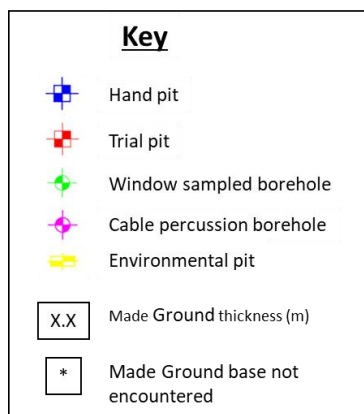 Key
Hand pit
Trial pit
Window sampled borehole
Cable percussion borehole
Environmental pit
X.X Made Ground thickness (m)
* Made Ground base not
encountered